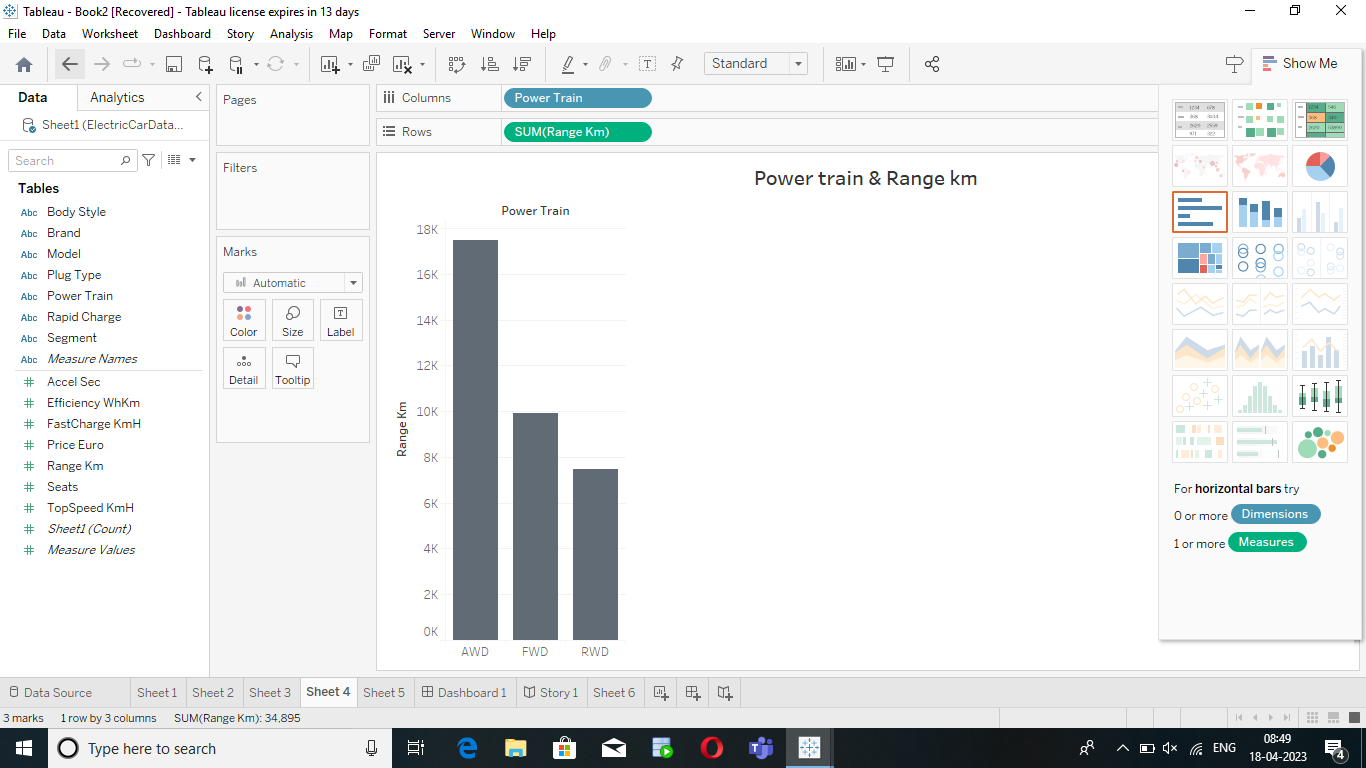 Tableau - Book2 [Recovered] - Tableau license expires in 13 days
File Data Worksheet Dashboard Story Analysis Map Format Server Window Help
Standard
Show Me
Data Analytics
Sheet1 (ElectricCarData...
Search
Tables
Abc Body Style
Abc Brand
Abc Model
Abc Plug Type
Abc Power Train
Abc Rapid Charge
Abc Segment
Abc Measure Names
# Accel Sec
# Efficiency WhKm
# FastCharge KmH
# Price Euro
# Range Km
# Seats
# TopSpeed KmH
# Sheet1 (Count)
# Measure Values
Pages
Filters
Marks
Automatic
Color Size Label
Detail Tooltip
Columns Power Train
Rows SUM(Range Km)
Power train & Range km
Power Train
Range Km
18K
16K
14K
12K
10K
8K
6K
4K
2K
0K
AWD FWD RWD
For horizontal bars try
0 or more Dimensions
1 or more Measures
Data Source Sheet 1 Sheet 2 Sheet 3 Sheet 4 Sheet 5 Dashboard 1 Story 1 Sheet 6
3 marks 1 row by 3 columns SUM(Range Km): 34,895
Type here to search
ENG
08:49
18-04-2023
4